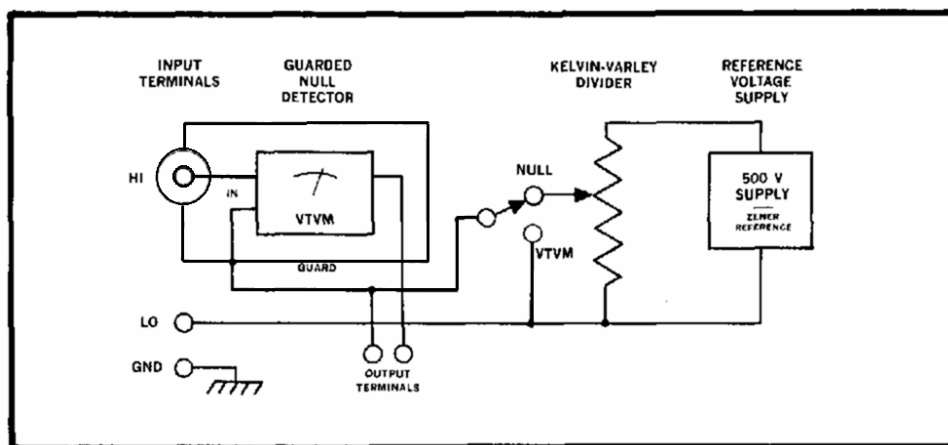 INPUT
TERMINALS
GUARDED
NULL
DETECTOR
KELVIN-VARLEY
DIVIDER
REFERENCE
VOLTAGE
SUPPLY
HI
IN
VTVM
GUARD
NULL
VTVM
500 V
SUPPLY
ZENER
REFERENCE
LO
GND
OUTPUT
TERMINALS